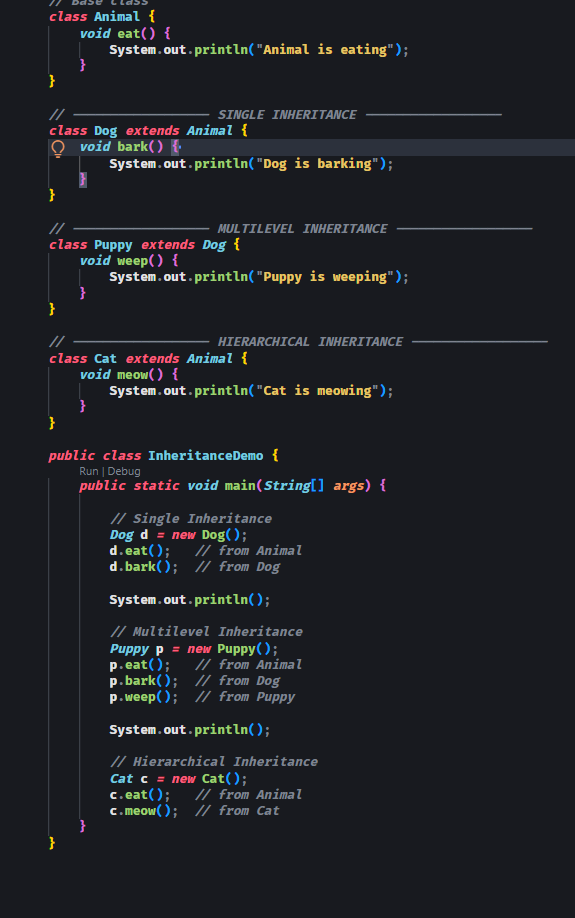 // Base class
class Animal {
void eat() {
System.out.println("Animal is eating");
}
}
// ────────────────── SINGLE INHERITANCE ──────────────────
class Dog extends Animal {
void bark() {
System.out.println("Dog is barking");
}
}
// ────────────────── MULTILEVEL INHERITANCE ──────────────────
class Puppy extends Dog {
void weep() {
System.out.println("Puppy is weeping");
}
}
// ────────────────── HIERARCHICAL INHERITANCE ──────────────────
class Cat extends Animal {
void meow() {
System.out.println("Cat is meowing");
}
}
public class InheritanceDemo {
Run | Debug
public static void main(String[] args) {
// Single Inheritance
Dog d = new Dog();
d.eat();   // from Animal
d.bark();  // from Dog
System.out.println();
// Multilevel Inheritance
Puppy p = new Puppy();
p.eat();   // from Animal
p.bark();  // from Dog
p.weep();  // from Puppy
System.out.println();
// Hierarchical Inheritance
Cat c = new Cat();
c.eat();   // from Animal
c.meow();  // from Cat
}
}